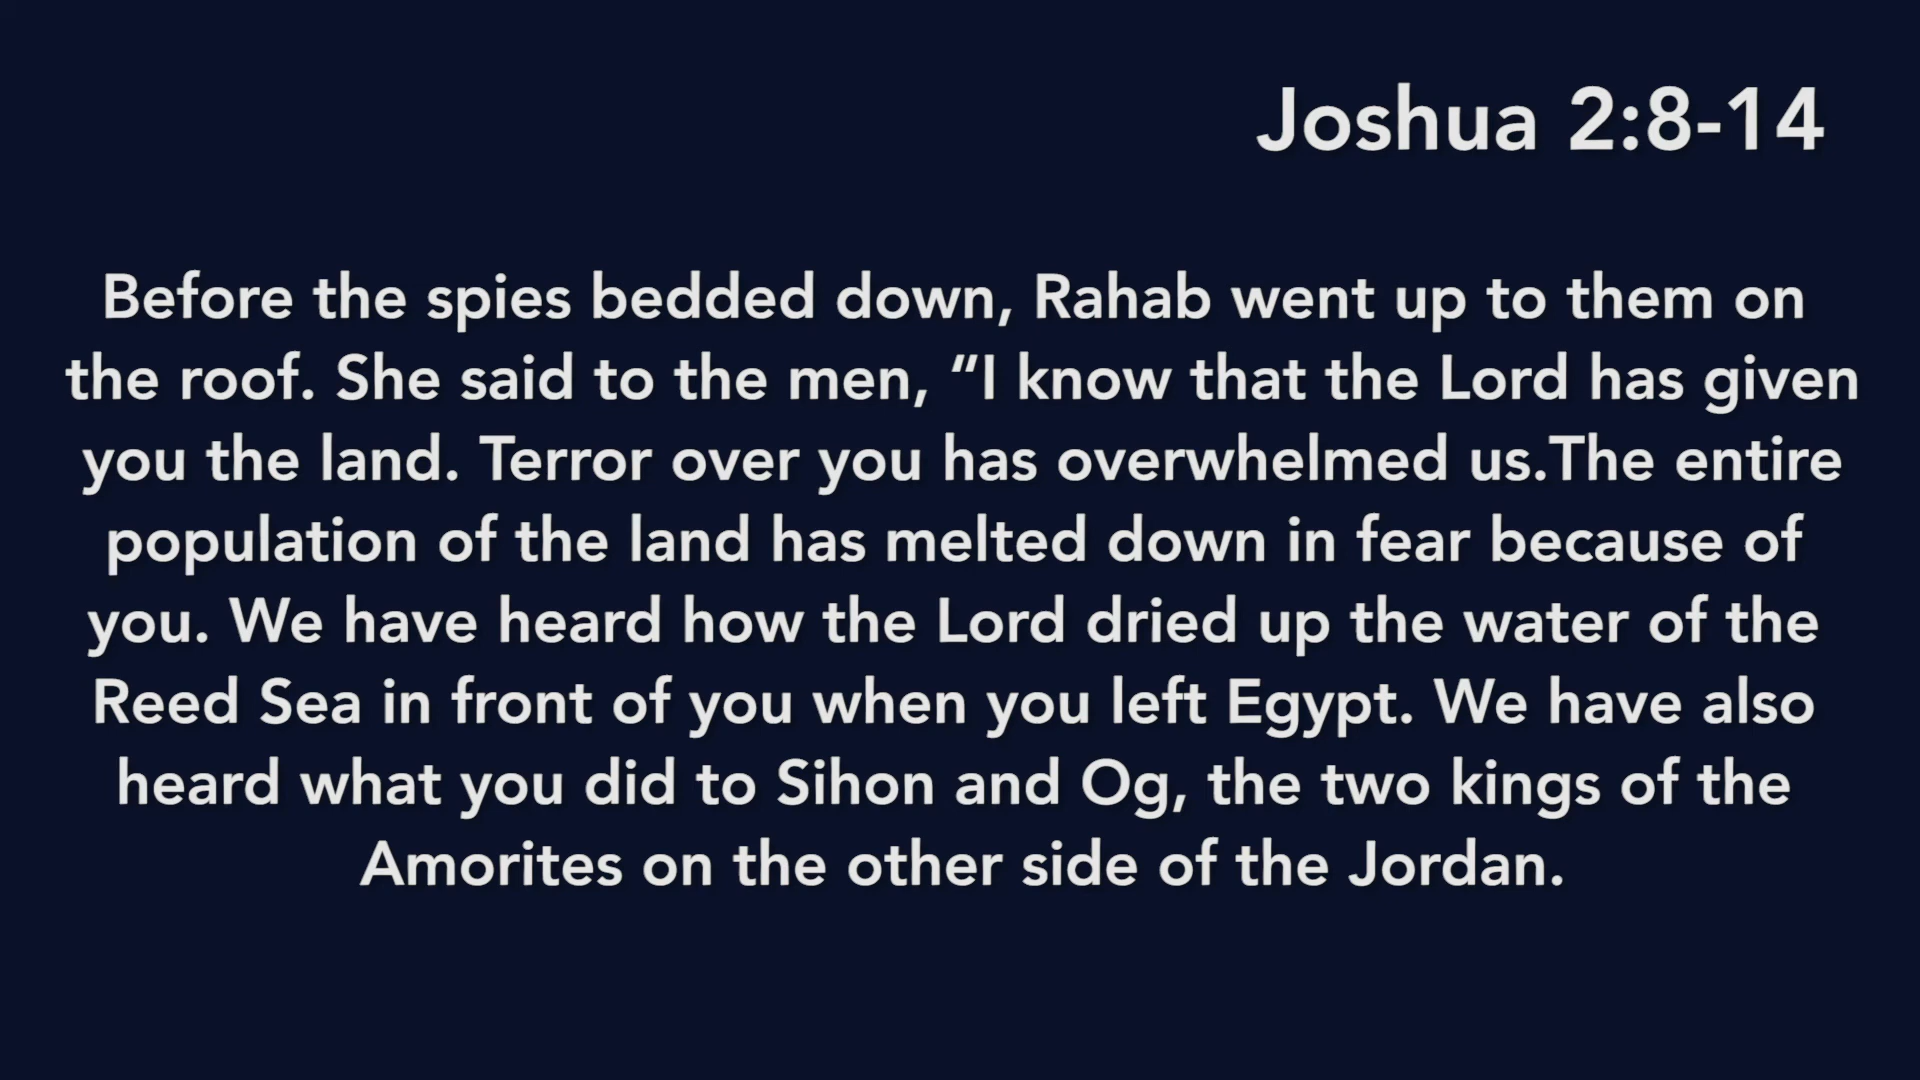 Joshua 2:8-14
Before the spies bedded down, Rahab went up to them on
the roof. She said to the men, “I know that the Lord has given
you the land. Terror over you has overwhelmed us.The entire
population of the land has melted down in fear because of
you. We have heard how the Lord dried up the water of the
Reed Sea in front of you when you left Egypt. We have also
heard what you did to Sihon and Og, the two kings of the
Amorites on the other side of the Jordan.